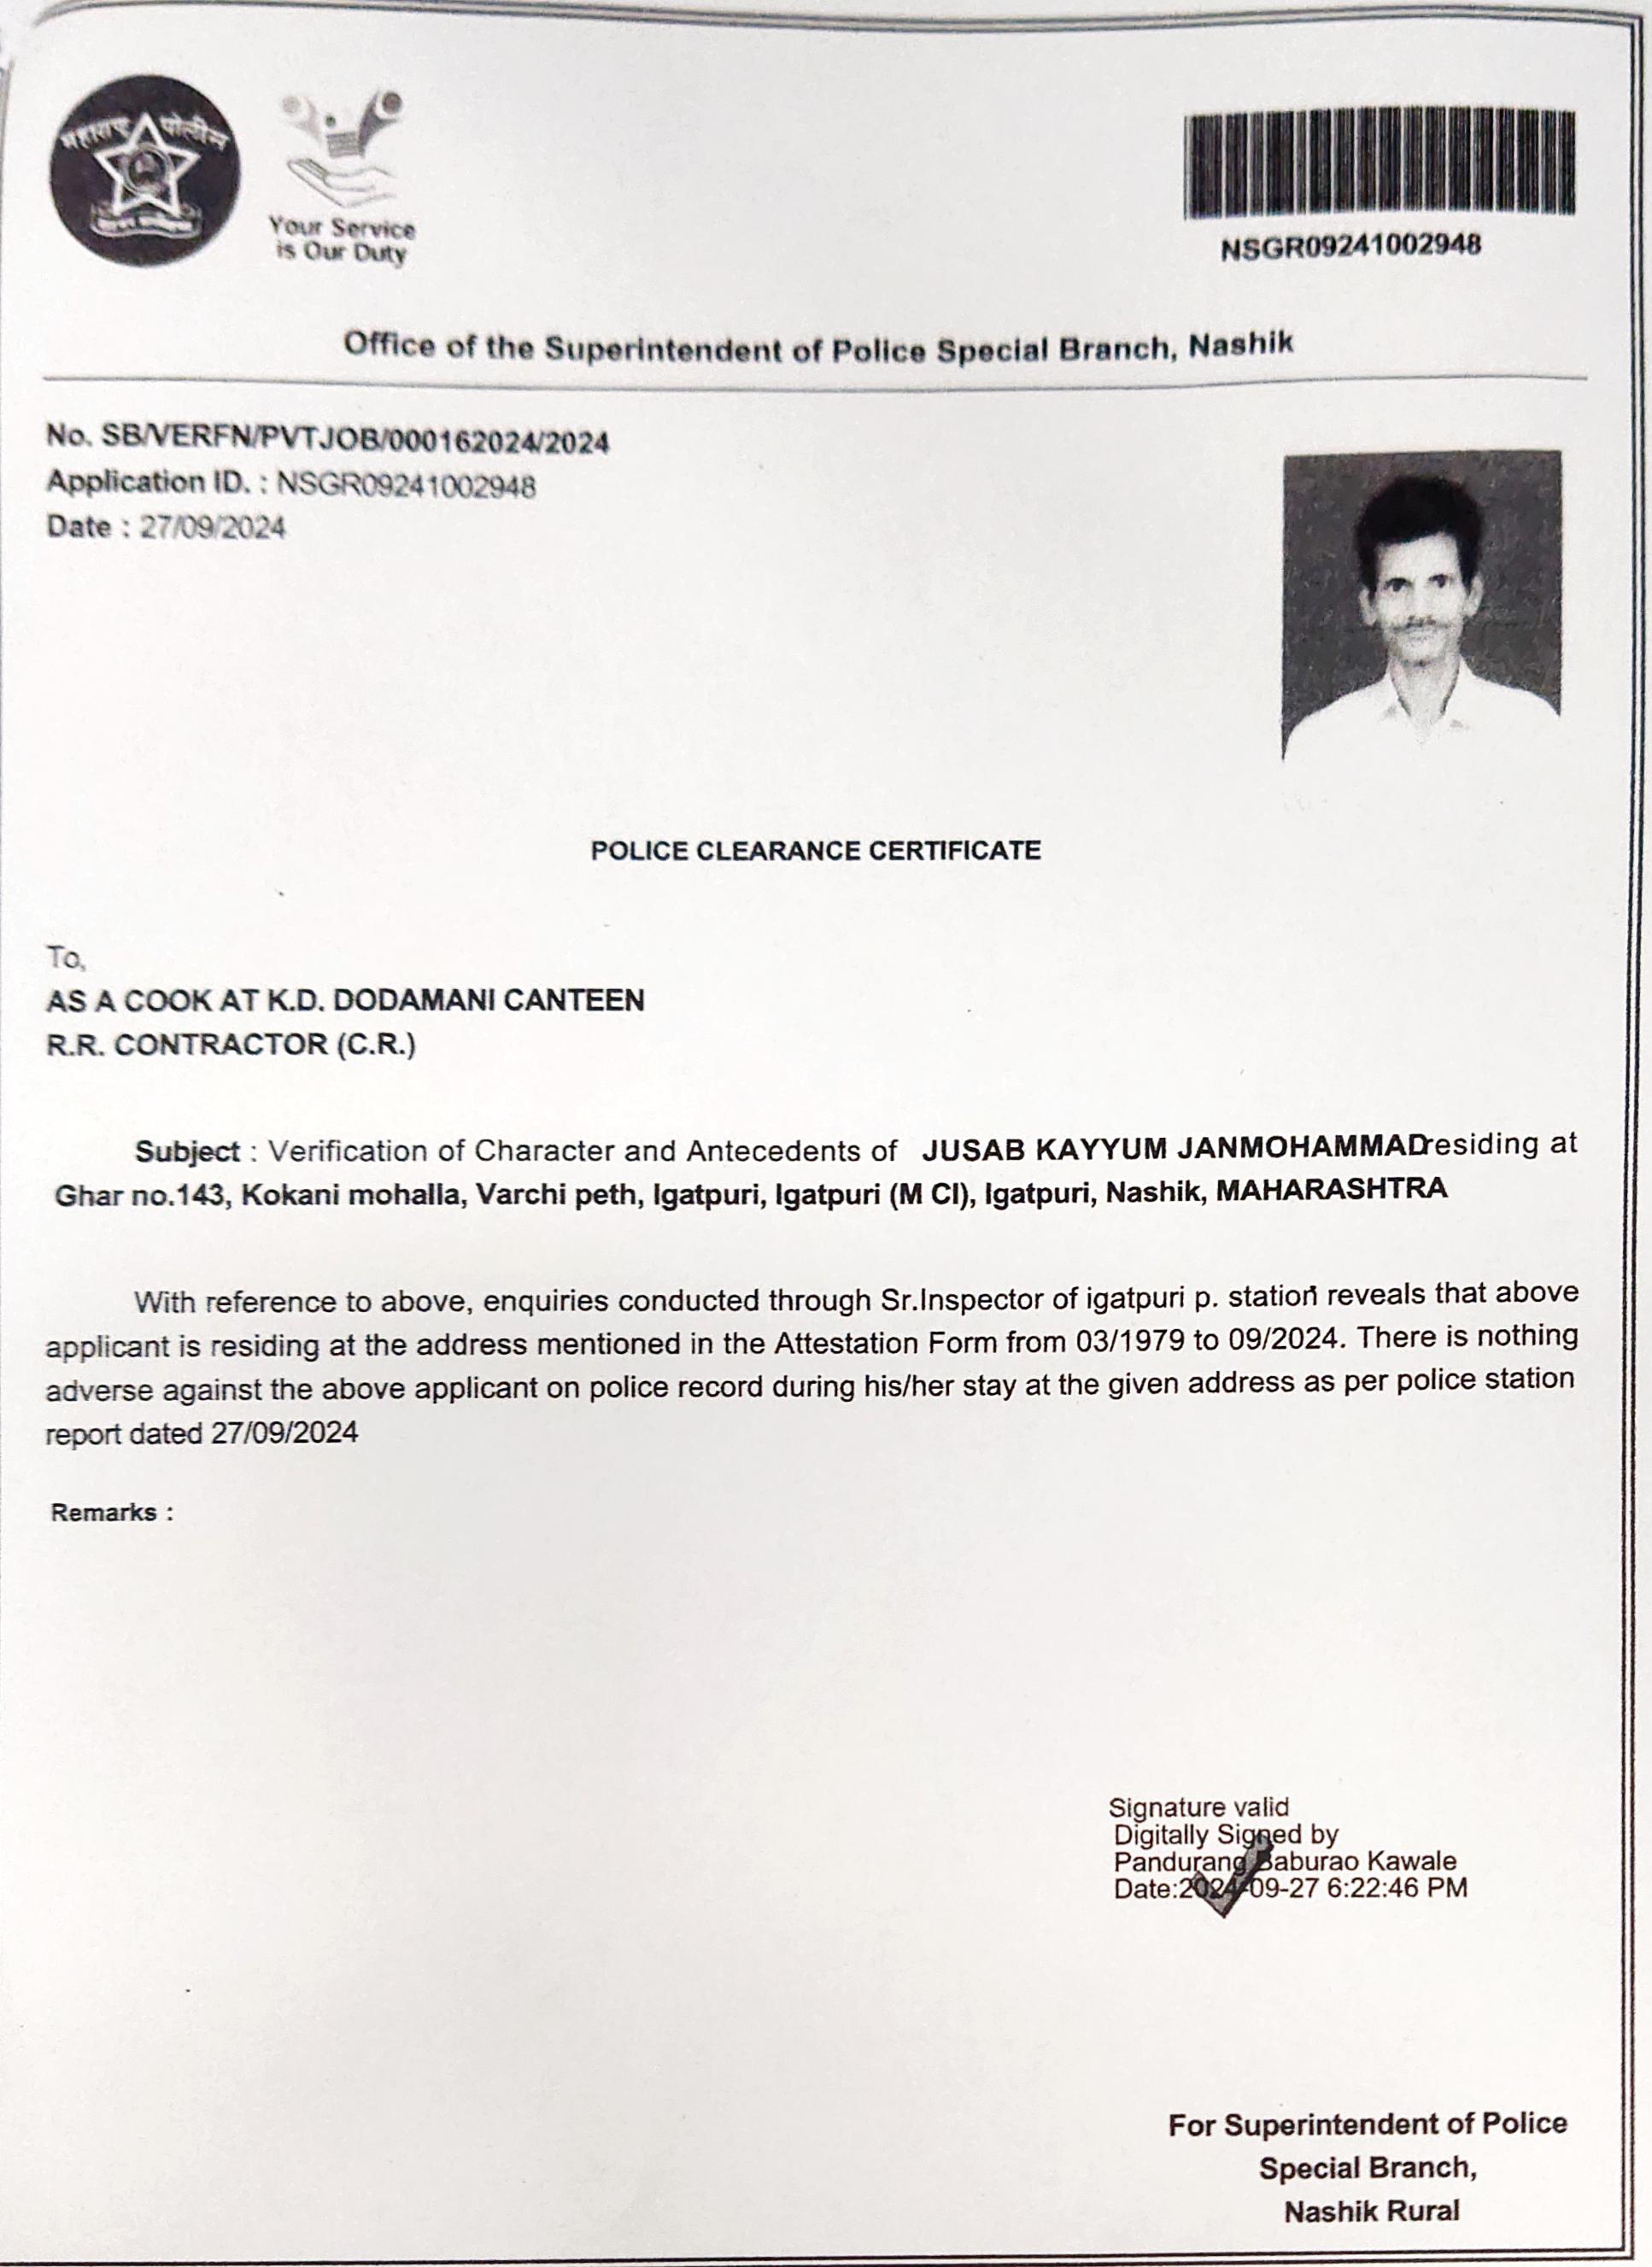 महाराष्ट्र पोलीस
Your Service
is Our Duty
NSGR09241002948
Office of the Superintendent of Police Special Branch, Nashik
No. SB/VERFN/PVTJOB/000162024/2024
Application ID. : NSGR09241002948
Date : 27/09/2024
POLICE CLEARANCE CERTIFICATE
To,
AS A COOK AT K.D. DODAMANI CANTEEN
R.R. CONTRACTOR (C.R.)
Subject : Verification of Character and Antecedents of JUSAB KAYYUM JANMOHAMMADresiding at
Ghar no.143, Kokani mohalla, Varchi peth, Igatpuri, Igatpuri (M Cl), Igatpuri, Nashik, MAHARASHTRA
With reference to above, enquiries conducted through Sr.Inspector of igatpuri p. station reveals that above
applicant is residing at the address mentioned in the Attestation Form from 03/1979 to 09/2024. There is nothing
adverse against the above applicant on police record during his/her stay at the given address as per police station
report dated 27/09/2024
Remarks :
Signature valid
Digitally Signed by
Pandurang Baburao Kawale
Date:2024-09-27 6:22:46 PM
For Superintendent of Police
Special Branch,
Nashik Rural